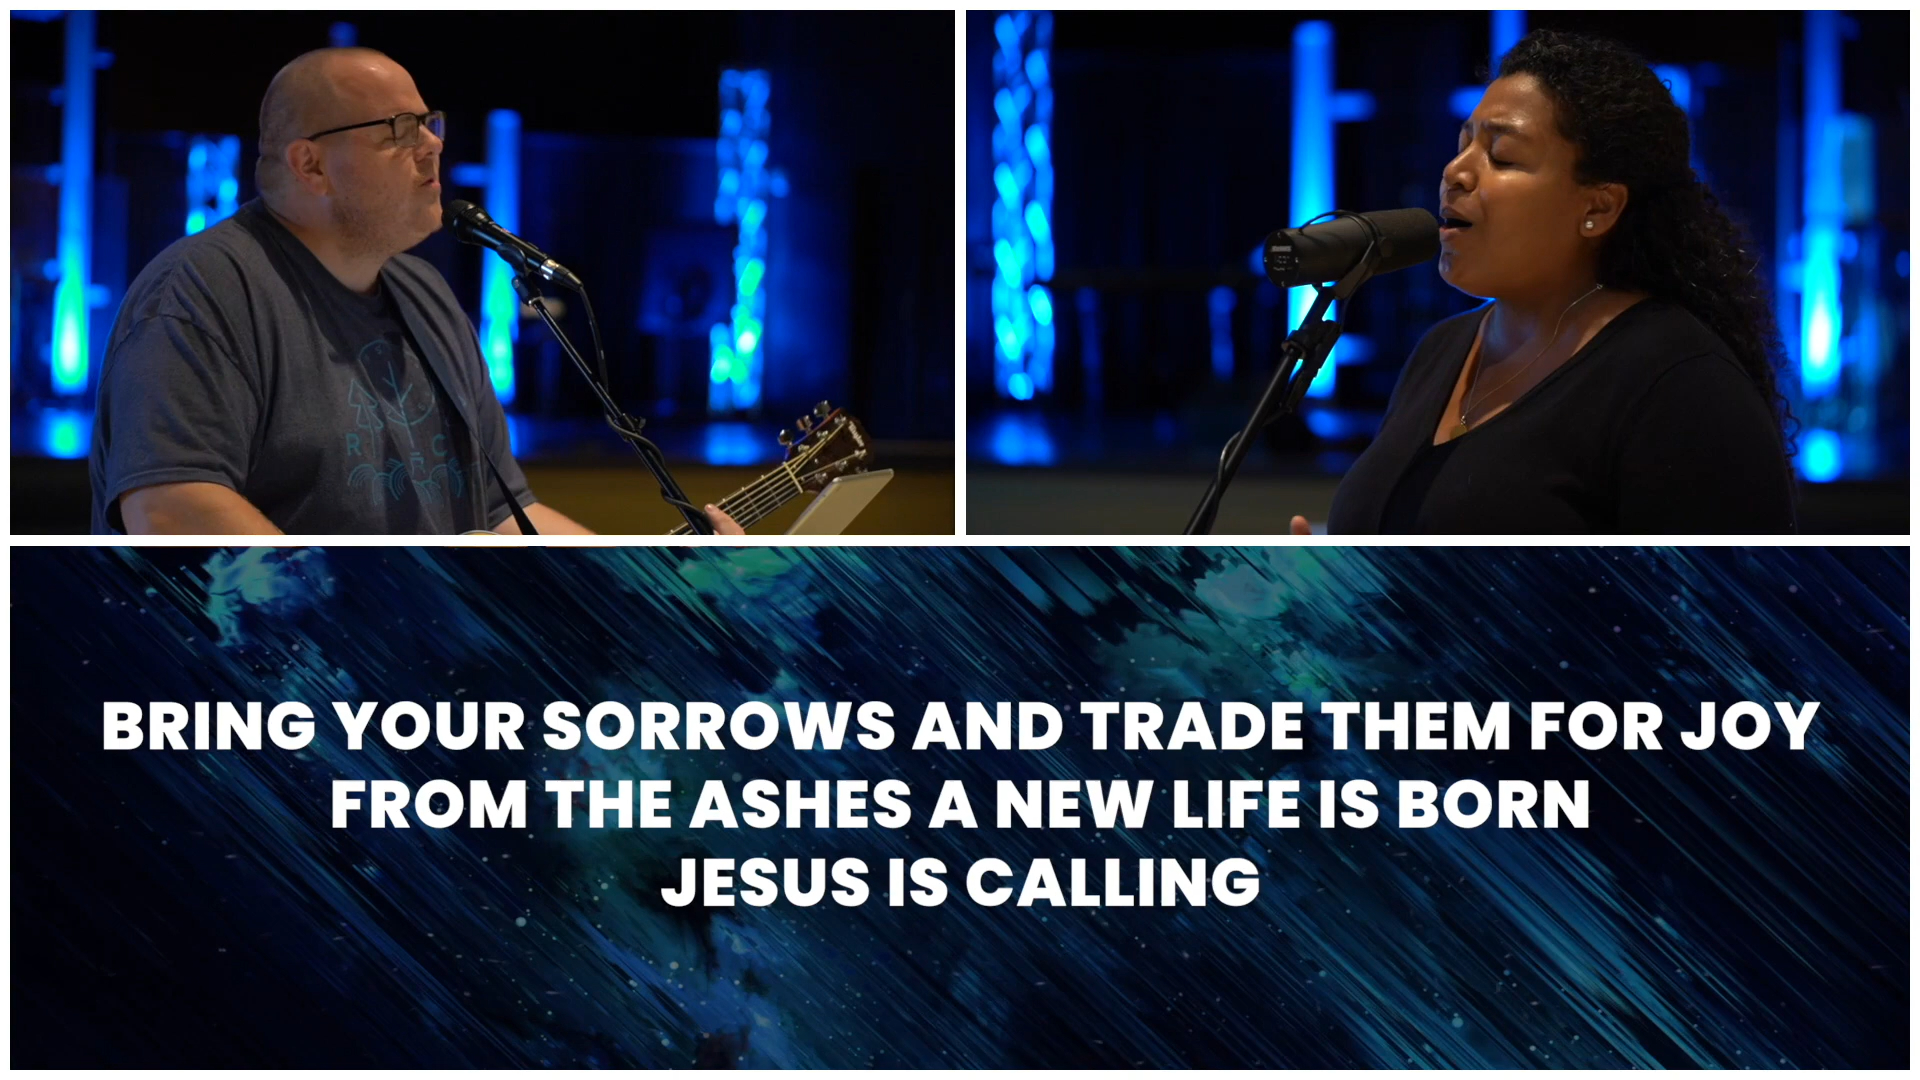 R C
BRING YOUR SORROWS AND TRADE THEM FOR JOY
FROM THE ASHES A NEW LIFE IS BORN
JESUS IS CALLING